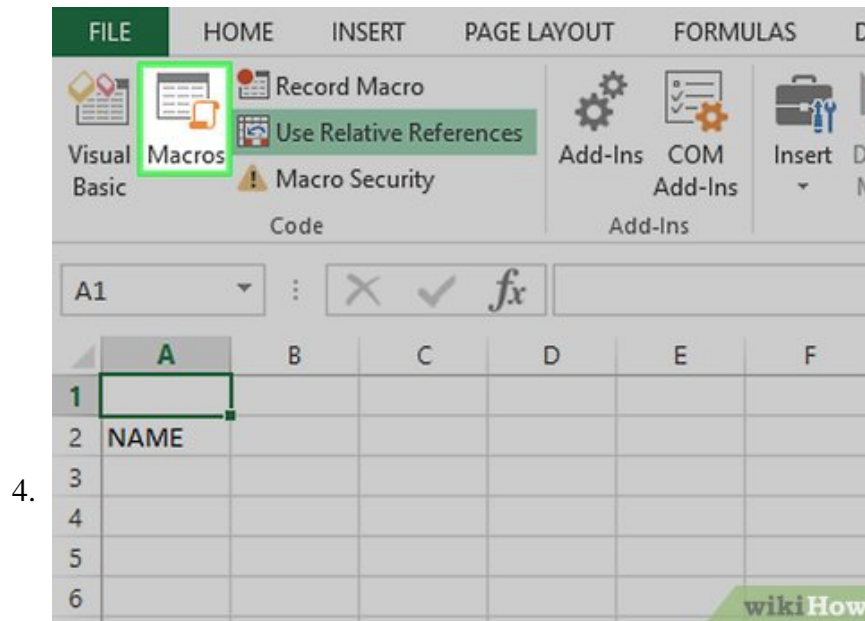 FILE HOME INSERT PAGE LAYOUT FORMULAS
Visual Basic
Macros
Record Macro
Use Relative References
Macro Security
Code
Add-Ins
COM Add-Ins
Add-Ins
Insert
A1 fx
A B C D E F
1
2 NAME
3
4.
4
5
6
wikiHow